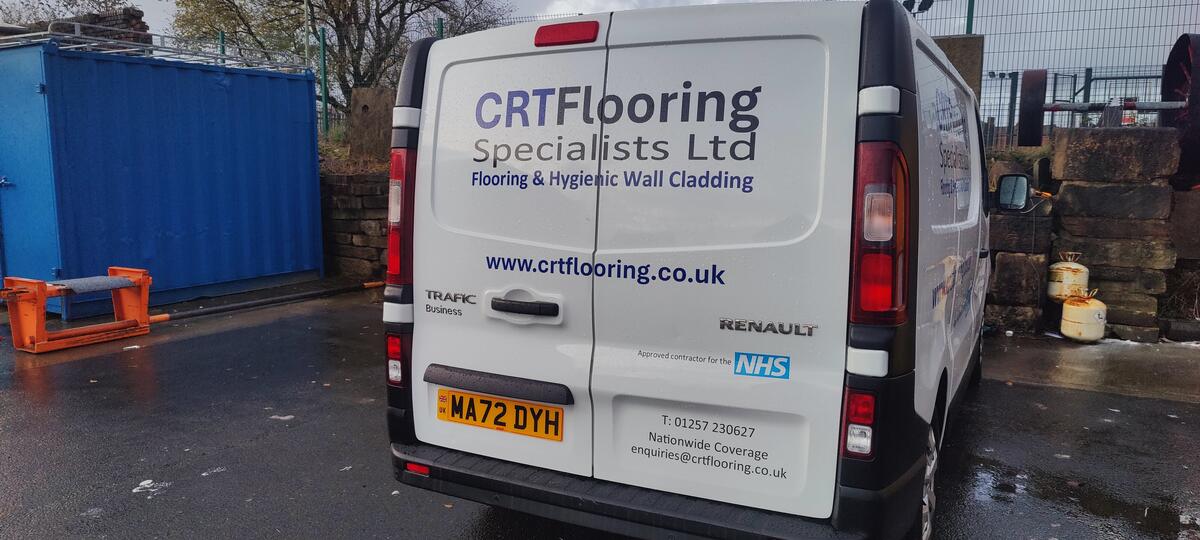 CRTFlooring
Specialists Ltd
Flooring & Hygienic Wall Cladding
www.crtflooring.co.uk
TRAFIC
Business
RENAULT
Approved contractor for the NHS
UK
MA72 DYH
T: 01257 230627
Nationwide Coverage
enquiries@crtflooring.co.uk